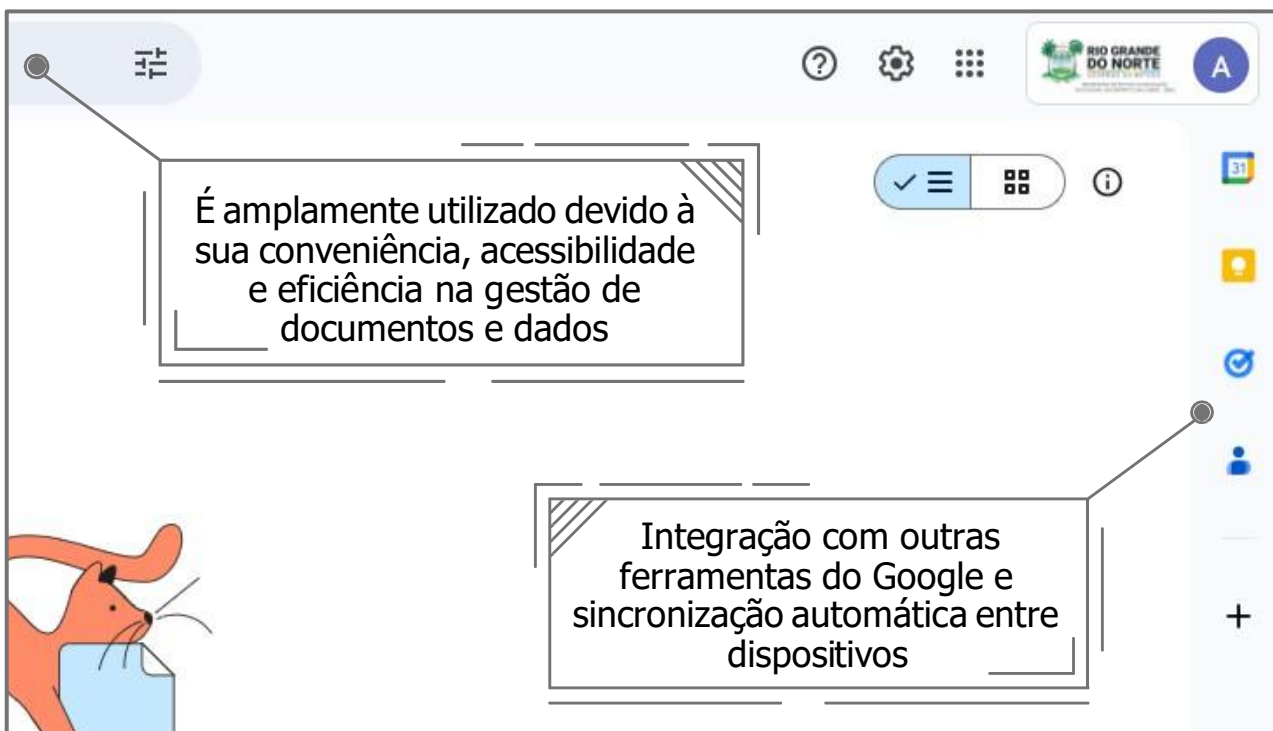 RIO GRANDE
DO NORTE
A
31
É amplamente utilizado devido à
sua conveniência, acessibilidade
e eficiência na gestão de
documentos e dados
Integração com outras
ferramentas do Google e
sincronização automática entre
dispositivos